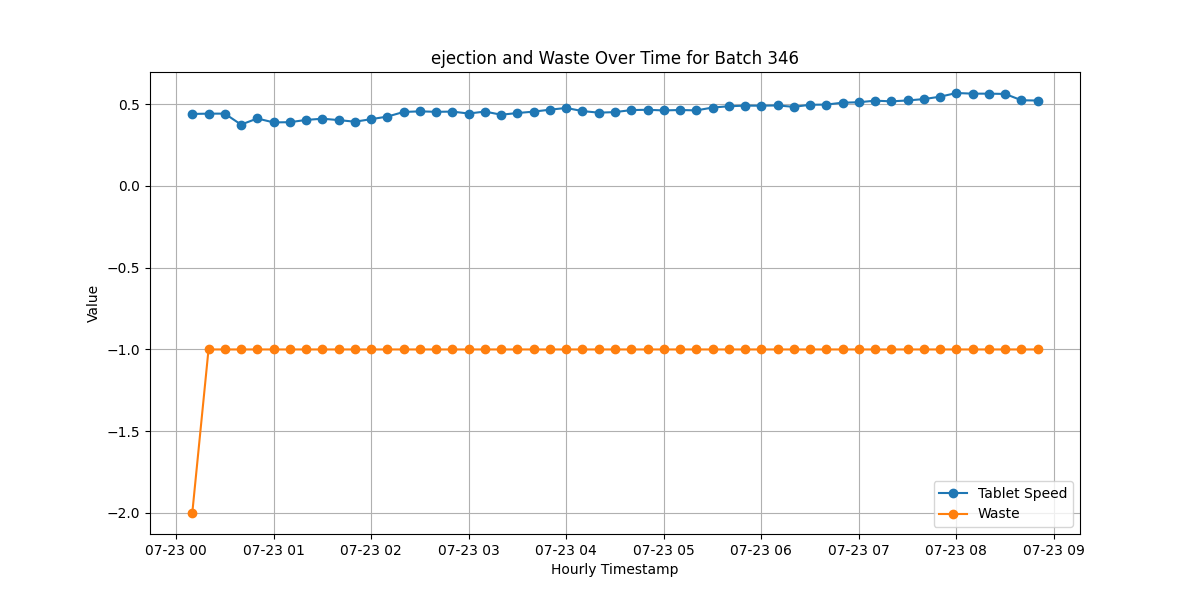 ejection and Waste Over Time for Batch 346
Value
0.5
0.0
−0.5
−1.0
−1.5
−2.0
Tablet Speed
Waste
07-23 00 07-23 01 07-23 02 07-23 03 07-23 04 07-23 05 07-23 06 07-23 07 07-23 08 07-23 09
Hourly Timestamp